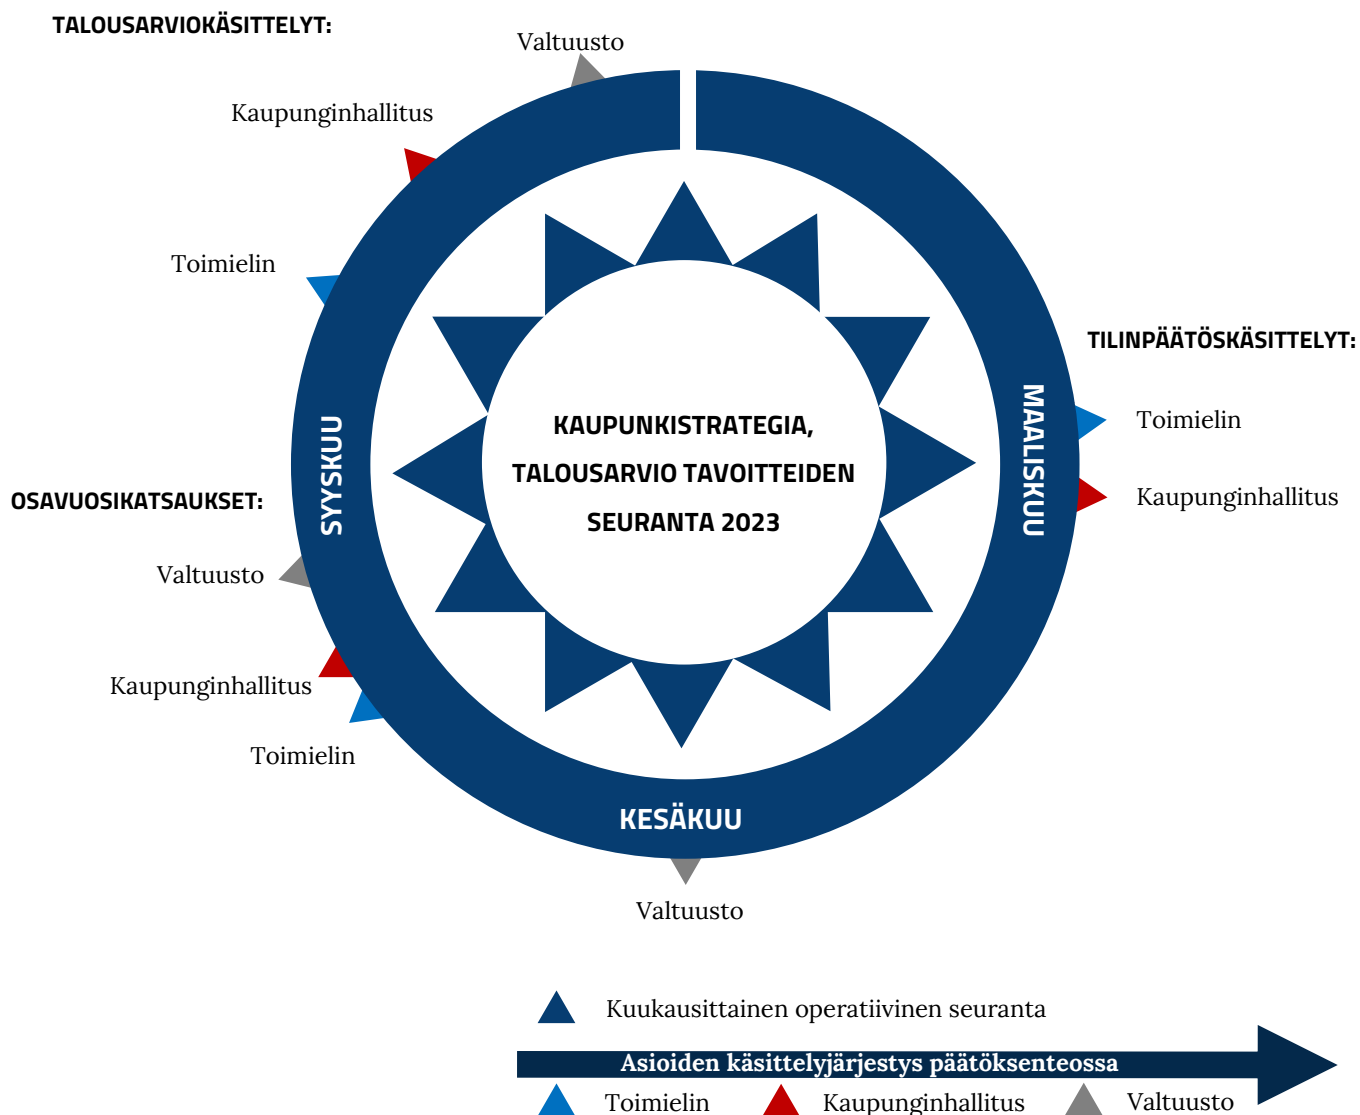 TALOUSARVIOKÄSITTELYT:
Valtuusto
Kaupunginhallitus
Toimielin
TILINPÄÄTÖSKÄSITTELYT:
Toimielin
Kaupunginhallitus
MAALISKUU
KAUPUNKISTRATEGIA,
TALOUSARVIO TAVOITTEIDEN
SEURANTA 2023
SYYSKUU
OSAVUOSIKATSAUKSET:
Valtuusto
Kaupunginhallitus
Toimielin
KESÄKUU
Valtuusto
Kuukausittainen operatiivinen seuranta
Asioiden käsittelyjärjestys päätöksenteossa
Toimielin
Kaupunginhallitus
Valtuusto